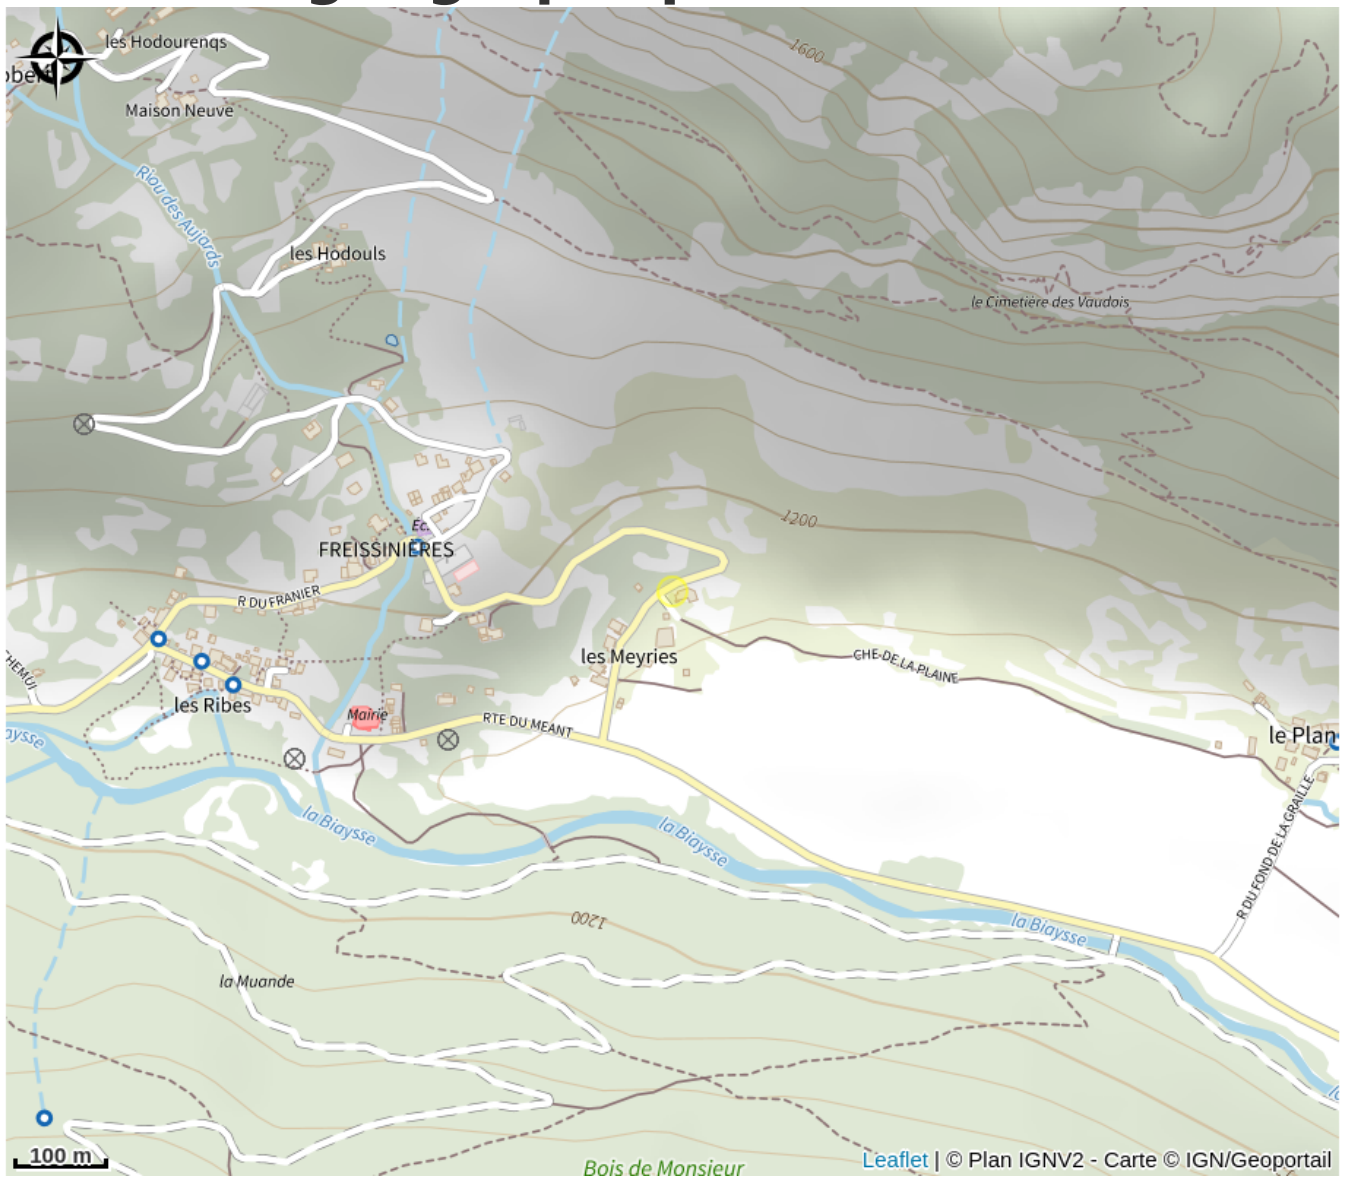 les Hodourenqs
Maison Neuve
1600
Riou des Aujards
les Hodouls
le Cimetière des Vaudois
1200
Éc.
FREISSINIÈRES
R DU FRANIER
les Meyries
CHE-DE-LA-PLAINE
les Ribes
Mairie
RTE DU MEANT
le Plan
R DU FOND DE LA GRAILLE
la Biaysse
la Biaysse
la Biaysse
1200
la Muande
100 m
Bois de Monsieur
Leaflet | © Plan IGNV2 - Carte © IGN/Geoportail